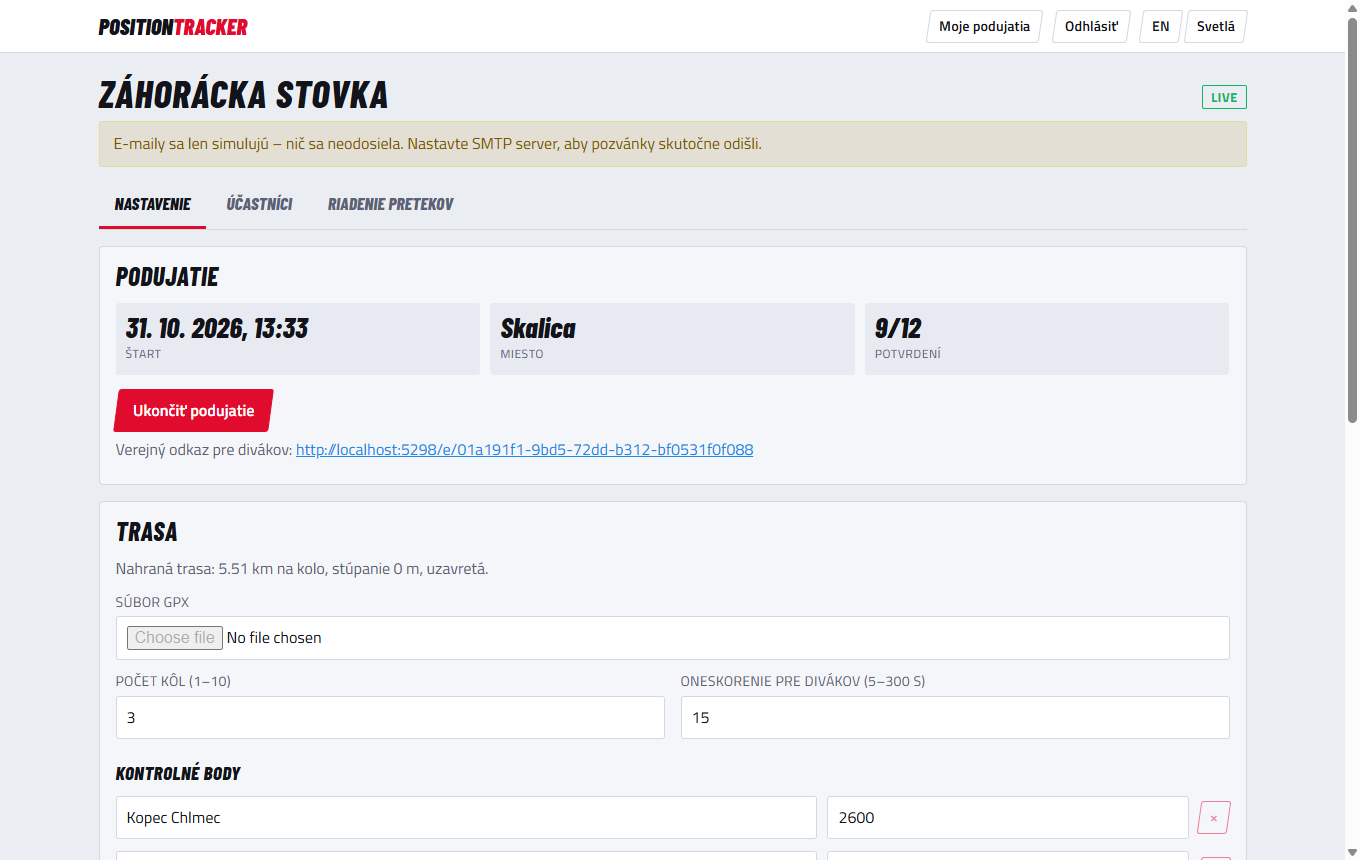 POSITIONTRACKER
Moje podujatia
Odhlásiť
EN
Svetlá
ZÁHORÁCKA STOVKA
LIVE
E-maily sa len simulujú – nič sa neodosiela. Nastavte SMTP server, aby pozvánky skutočne odišli.
NASTAVENIE
ÚČASTNÍCI
RIADENIE PRETEKOV
PODUJATIE
31. 10. 2026, 13:33
ŠTART
Skalica
MIESTO
9/12
POTVRDENÍ
Ukončiť podujatie
Verejný odkaz pre divákov: http://localhost:5298/e/01a191f1-9bd5-72dd-b312-bf0531f0f088
TRASA
Nahraná trasa: 5.51 km na kolo, stúpanie 0 m, uzavretá.
SÚBOR GPX
Choose file No file chosen
POČET KÔL (1–10)
ONESKORENIE PRE DIVÁKOV (5–300 S)
3
15
KONTROLNÉ BODY
Kopec Chlmec
2600
×